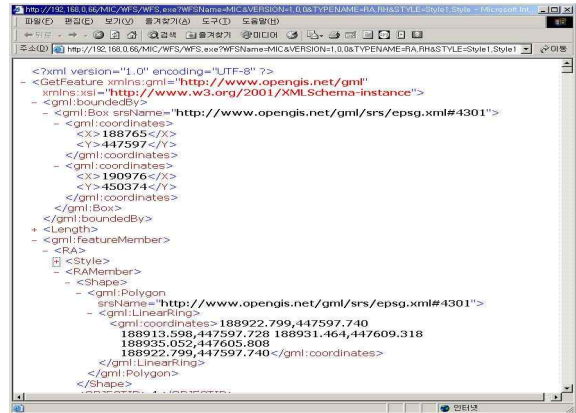 http://192.168.0.66/MIC/WFS/WFS.exe?WFSName=MIC&VERSION=1.0.0&TYPENAME=RA,RH&STYLE=Style1,Style - Microsoft Int...
파일(F) 편집(E) 보기(V) 즐겨찾기(A) 도구(T) 도움말(H)
뒤로 검색 즐겨찾기 미디어
주소(D) http://192.168.0.66/MIC/WFS/WFS.exe?WFSName=MIC&VERSION=1.0.0&TYPENAME=RA,RH&STYLE=Style1,Style1 이동
<?xml version="1.0" encoding="UTF-8" ?>
- <GetFeature xmlns:gml="http://www.opengis.net/gml"
xmlns:xsi="http://www.w3.org/2001/XMLSchema-instance">
- <gml:boundedBy>
- <gml:Box srsName="http://www.opengis.net/gml/srs/epsg.xml#4301">
- <gml:coordinates>
<X>188765</X>
<Y>447597</Y>
</gml:coordinates>
- <gml:coordinates>
<X>190976</X>
<Y>450374</Y>
</gml:coordinates>
</gml:Box>
</gml:boundedBy>
+ <Length>
- <gml:featureMember>
- <RA>
+ <Style>
- <RAMember>
- <Shape>
- <gml:Polygon
srsName="http://www.opengis.net/gml/srs/epsg.xml#4301">
- <gml:LinearRing>
<gml:coordinates>188922.799,447597.740
188913.598,447597.728 188931.464,447609.318
188935.052,447605.808
188922.799,447597.740</gml:coordinates>
</gml:LinearRing>
</gml:Polygon>
</Shape>
<OBJECTID>1</OBJECTID>
인터넷